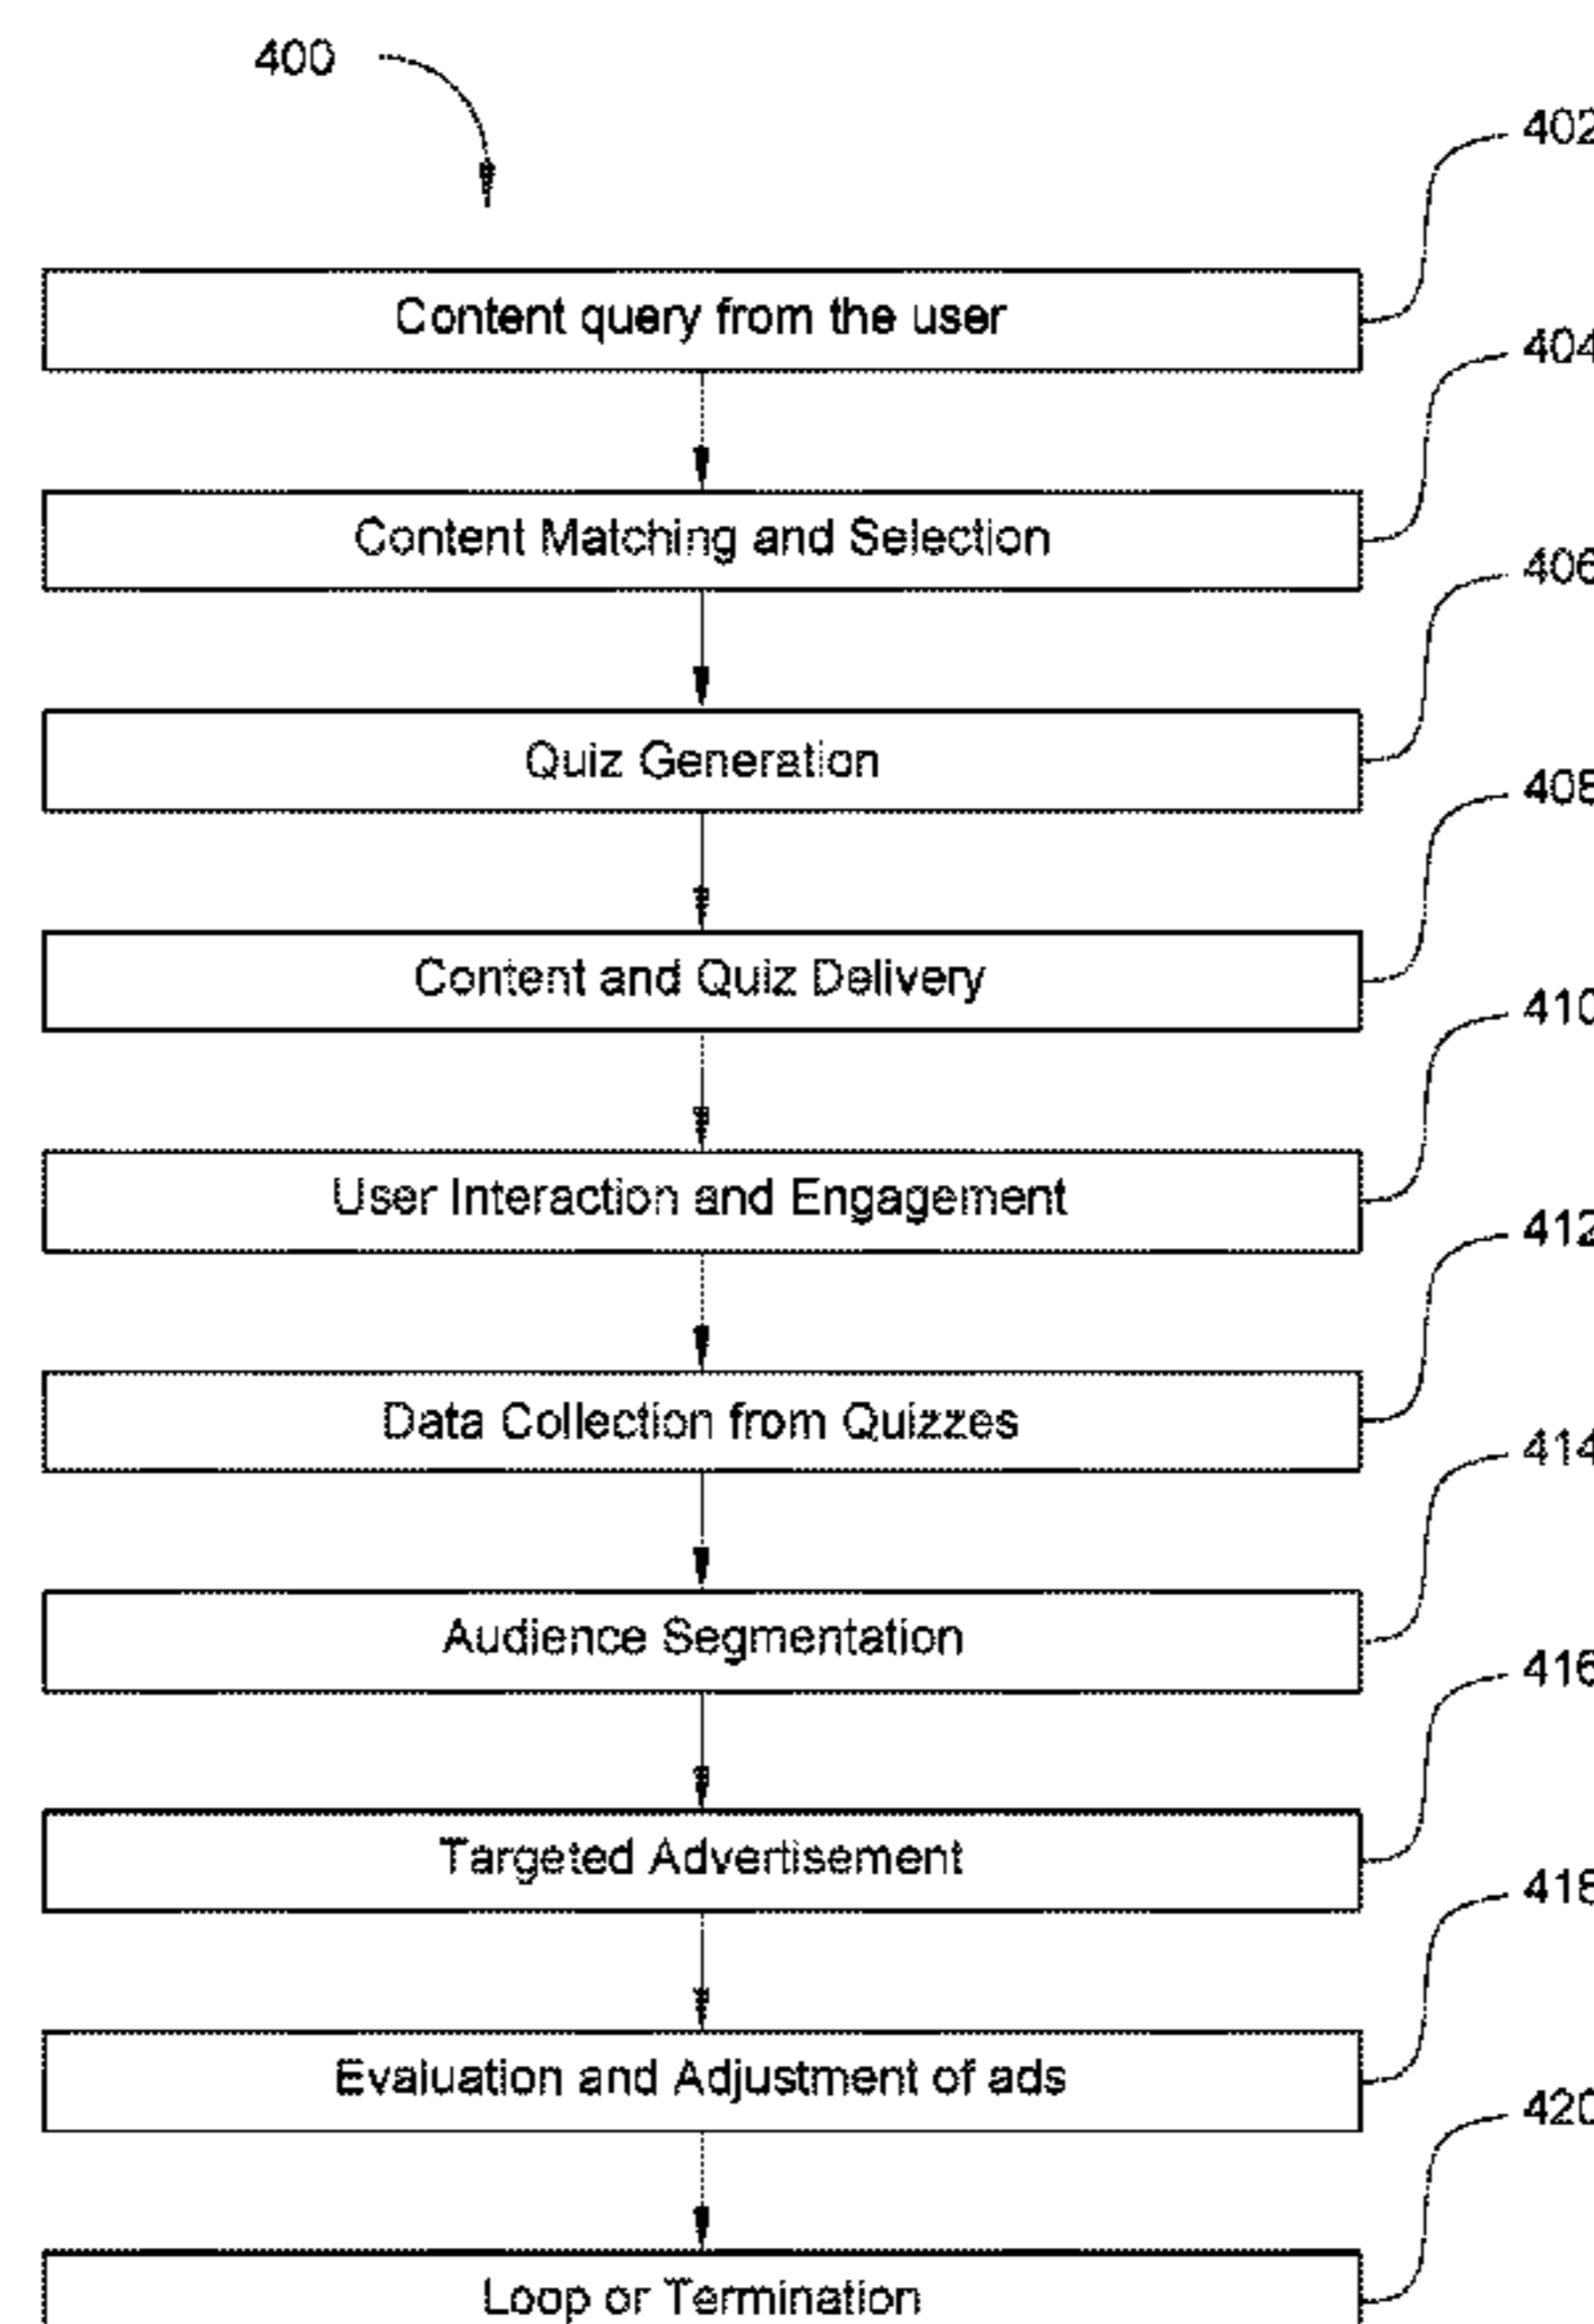 400
402
Content query from the user
404
Content Matching and Selection
406
Quiz Generation
408
Content and Quiz Delivery
410
User Interaction and Engagement
412
Data Collection from Quizzes
414
Audience Segmentation
416
Targeted Advertisement
418
Evaluation and Adjustment of ads
420
Loop or Termination